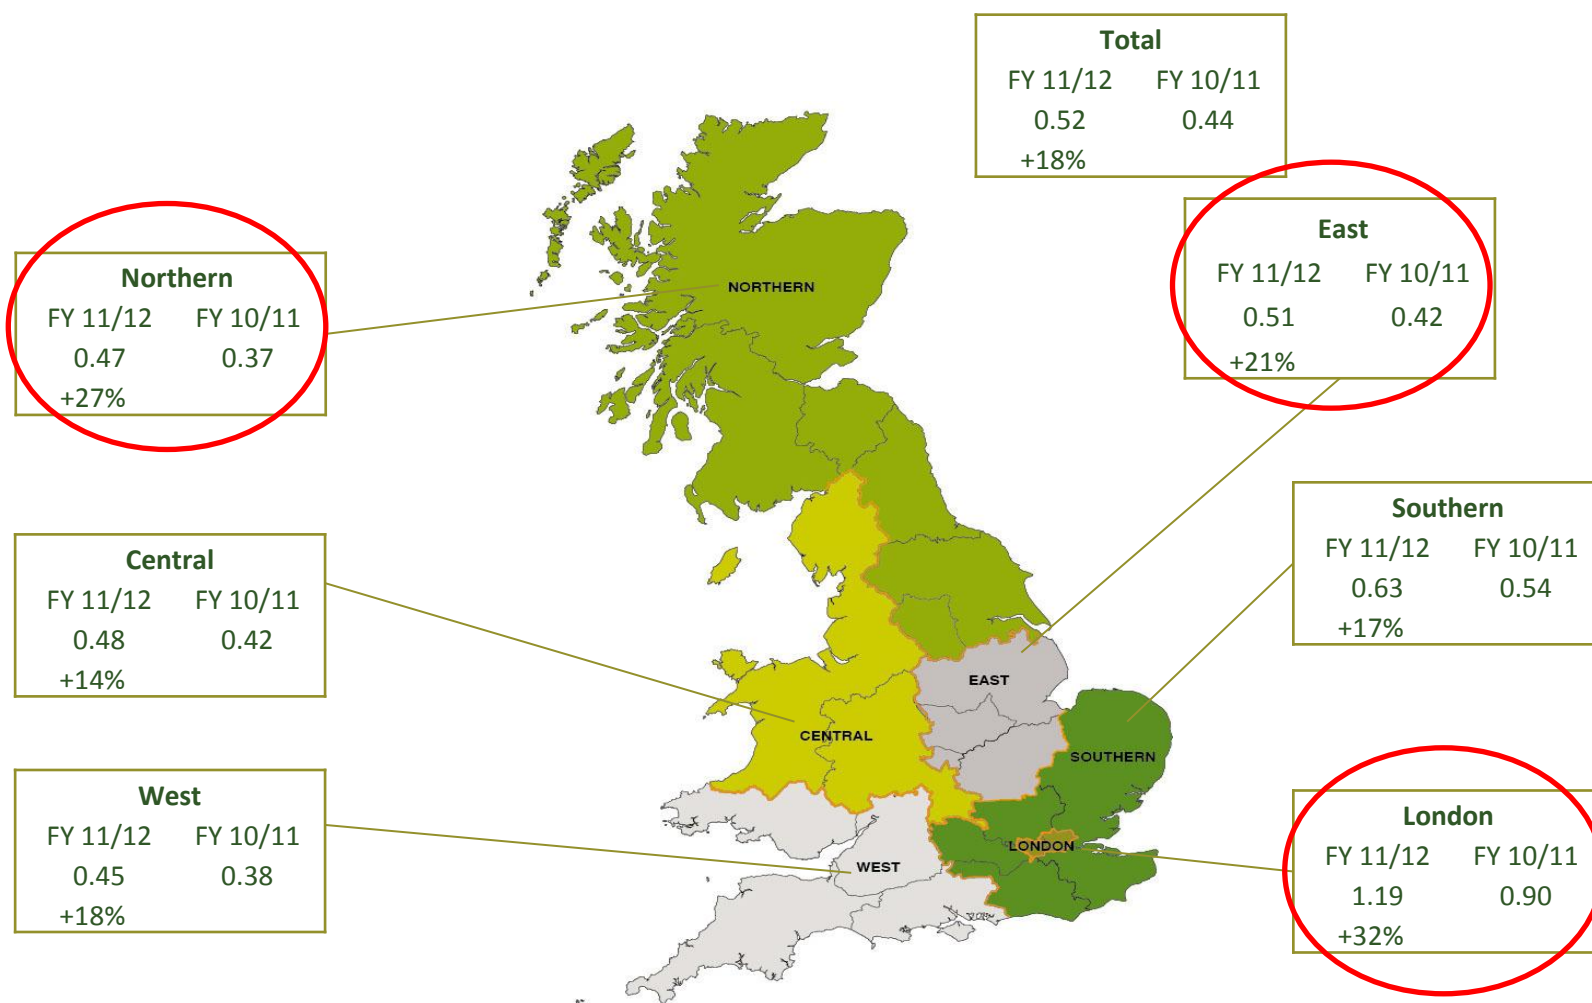 Total
FY 11/12 FY 10/11
0.52 0.44
+18%
East
FY 11/12 FY 10/11
0.51 0.42
+21%
Northern
FY 11/12 FY 10/11
0.47 0.37
+27%
NORTHERN
Southern
FY 11/12 FY 10/11
0.63 0.54
+17%
Central
FY 11/12 FY 10/11
0.48 0.42
+14%
EAST
CENTRAL
SOUTHERN
West
FY 11/12 FY 10/11
0.45 0.38
+18%
London
FY 11/12 FY 10/11
1.19 0.90
+32%
LONDON
WEST